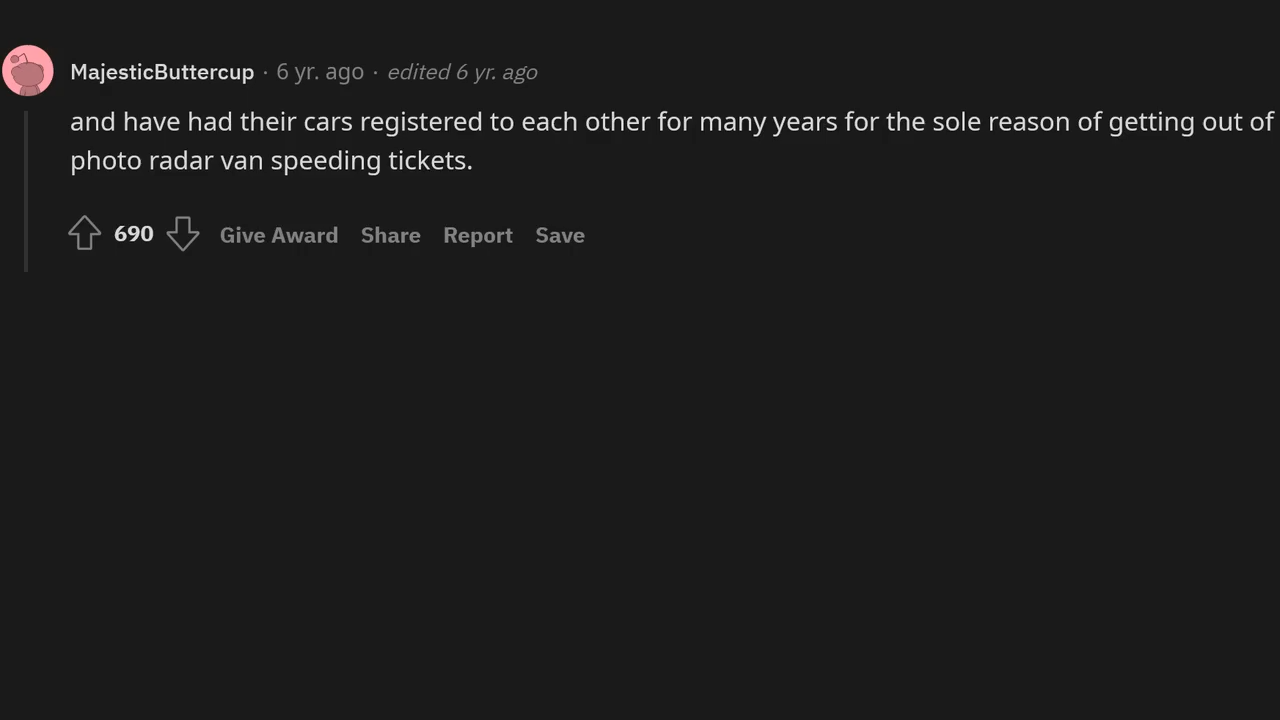 MajesticButtercup · 6 yr. ago · edited 6 yr. ago
and have had their cars registered to each other for many years for the sole reason of getting out of
photo radar van speeding tickets.
690 Give Award Share Report Save